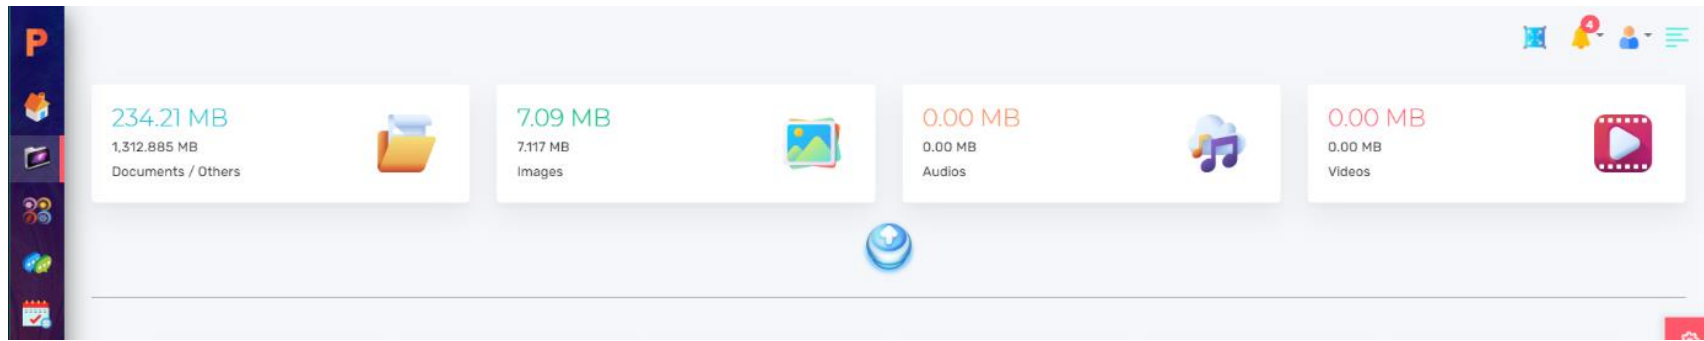 P
4
234.21 MB
1,312.885 MB
Documents / Others
7.09 MB
7.117 MB
Images
0.00 MB
0.00 MB
Audios
0.00 MB
0.00 MB
Videos